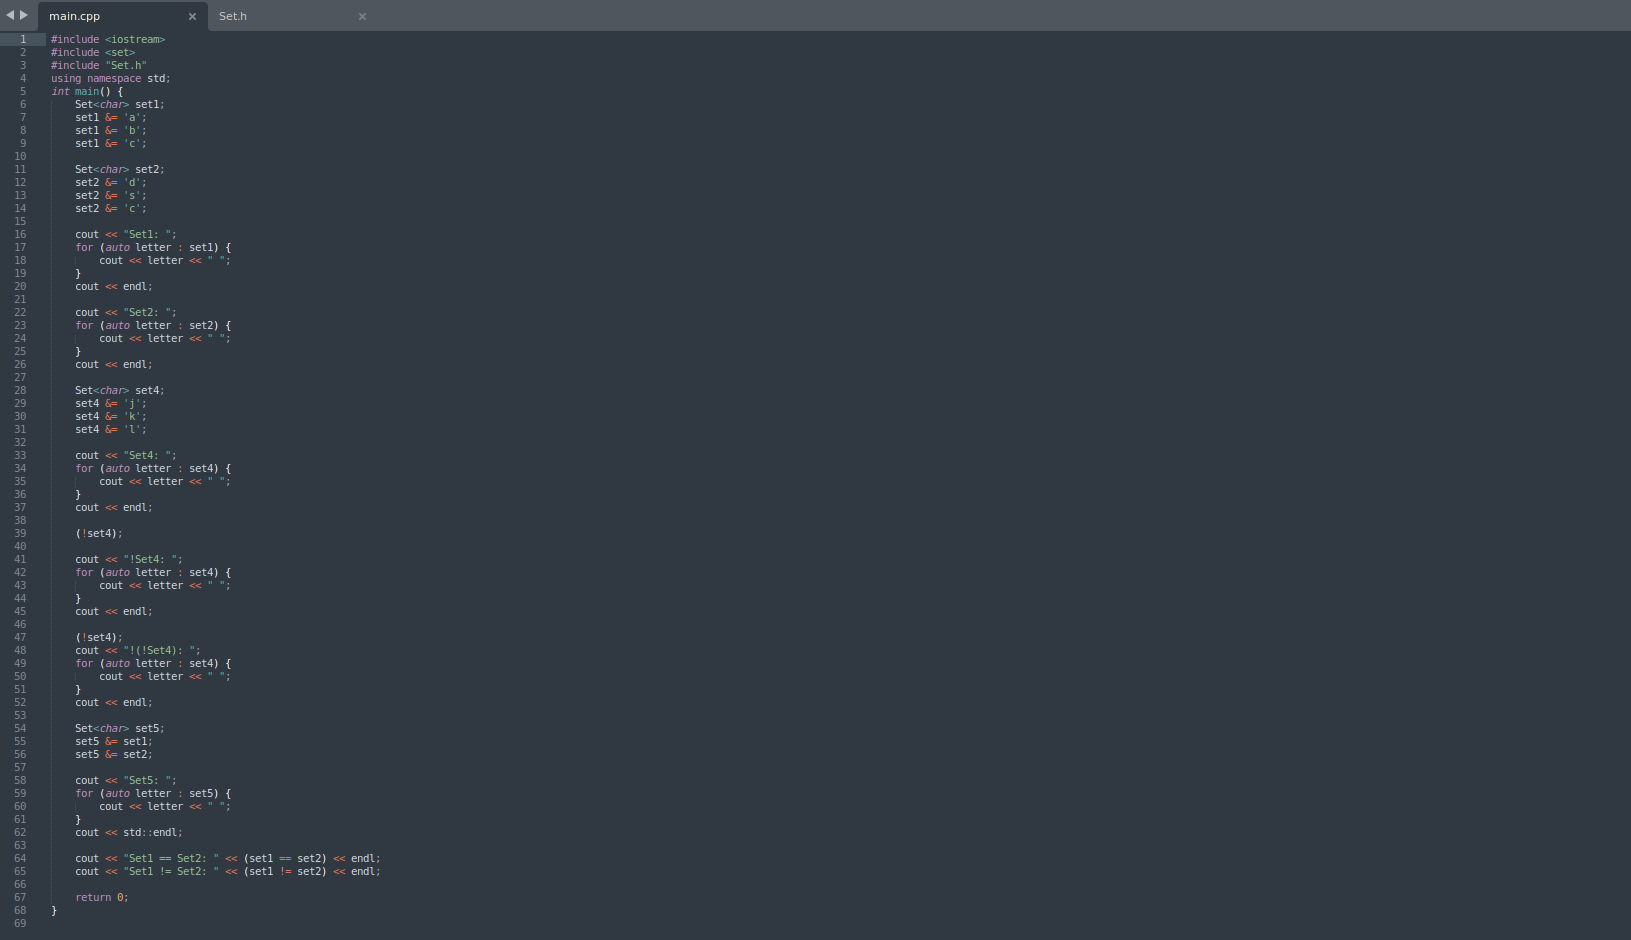 main.cpp × Set.h ×
1 #include <iostream>
2 #include <set>
3 #include "Set.h"
4 using namespace std;
5 int main() {
6 Set<char> set1;
7 set1 &= 'a';
8 set1 &= 'b';
9 set1 &= 'c';
10
11 Set<char> set2;
12 set2 &= 'd';
13 set2 &= 's';
14 set2 &= 'c';
15
16 cout << "Set1: ";
17 for (auto letter : set1) {
18 cout << letter << " ";
19 }
20 cout << endl;
21
22 cout << "Set2: ";
23 for (auto letter : set2) {
24 cout << letter << " ";
25 }
26 cout << endl;
27
28 Set<char> set4;
29 set4 &= 'j';
30 set4 &= 'k';
31 set4 &= 'l';
32
33 cout << "Set4: ";
34 for (auto letter : set4) {
35 cout << letter << " ";
36 }
37 cout << endl;
38
39 (!set4);
40
41 cout << "!Set4: ";
42 for (auto letter : set4) {
43 cout << letter << " ";
44 }
45 cout << endl;
46
47 (!set4);
48 cout << "!(!Set4): ";
49 for (auto letter : set4) {
50 cout << letter << " ";
51 }
52 cout << endl;
53
54 Set<char> set5;
55 set5 &= set1;
56 set5 &= set2;
57
58 cout << "Set5: ";
59 for (auto letter : set5) {
60 cout << letter << " ";
61 }
62 cout << std::endl;
63
64 cout << "Set1 == Set2: " << (set1 == set2) << endl;
65 cout << "Set1 != Set2: " << (set1 != set2) << endl;
66
67 return 0;
68 }
69